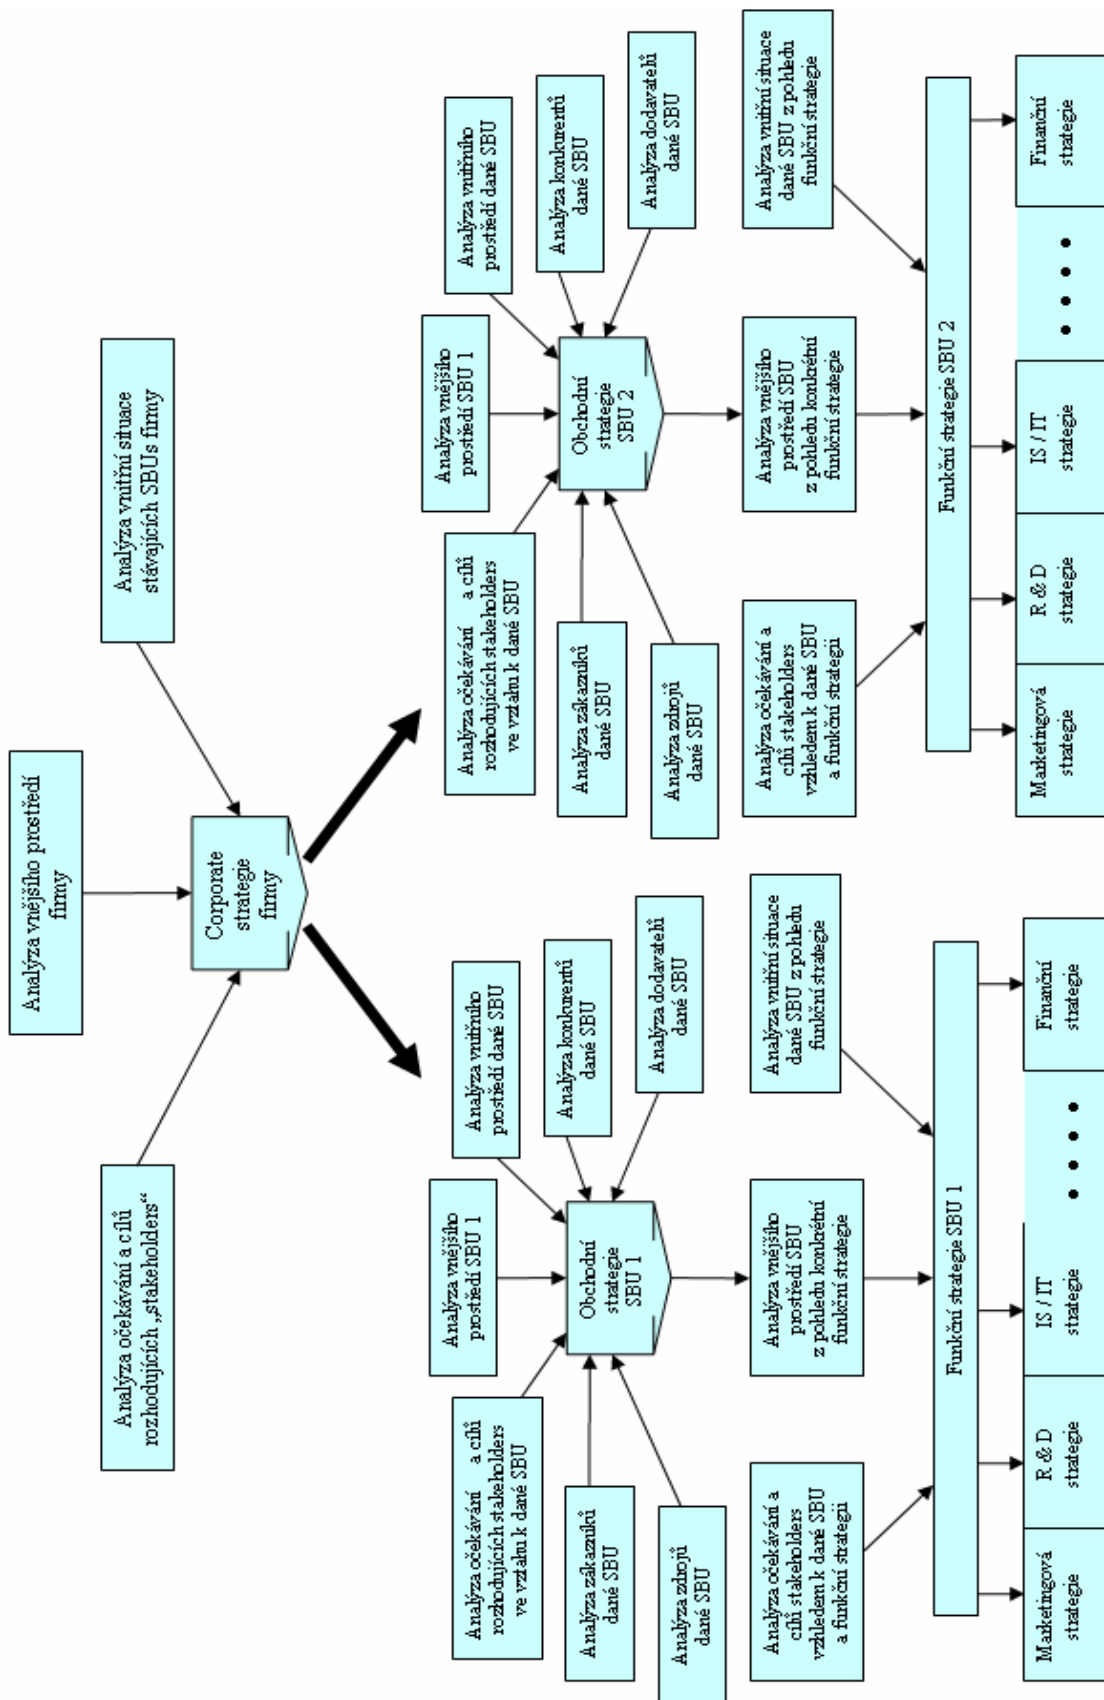 Analýza vnějšího prostředí
firmy
Analýza očekávání a cílů
rozhodujících „stakeholders“
Corporate
strategie
firmy
Analýza vnitřní situace
stávajících SBUs firmy
Analýza očekávání a cílů
rozhodujících stakeholders
ve vztahu k dané SBU
Analýza vnějšího
prostředí SBU 1
Analýza vnitřního
prostředí dané SBU
Analýza zákazníků
dané SBU
Obchodní
strategie
SBU 1
Analýza konkurentů
dané SBU
Analýza zdrojů
dané SBU
Analýza dodavatelů
dané SBU
Analýza očekávání a
cílů stakeholders
vzhledem k dané SBU
a funkční strategii
Analýza vnějšího
prostředí SBU
z pohledu konkrétní
funkční strategie
Analýza vnitřní situace
dané SBU z pohledu
funkční strategie
Funkční strategie SBU 1
Marketingová
strategie
R & D
strategie
IS / IT
strategie
Finanční
strategie
Analýza očekávání a cílů
rozhodujících stakeholders
ve vztahu k dané SBU
Analýza vnějšího
prostředí SBU 1
Analýza vnitřního
prostředí dané SBU
Analýza zákazníků
dané SBU
Obchodní
strategie
SBU 2
Analýza konkurentů
dané SBU
Analýza zdrojů
dané SBU
Analýza dodavatelů
dané SBU
Analýza očekávání a
cílů stakeholders
vzhledem k dané SBU
a funkční strategii
Analýza vnějšího
prostředí SBU
z pohledu konkrétní
funkční strategie
Analýza vnitřní situace
dané SBU z pohledu
funkční strategie
Funkční strategie SBU 2
Marketingová
strategie
R & D
strategie
IS / IT
strategie
Finanční
strategie